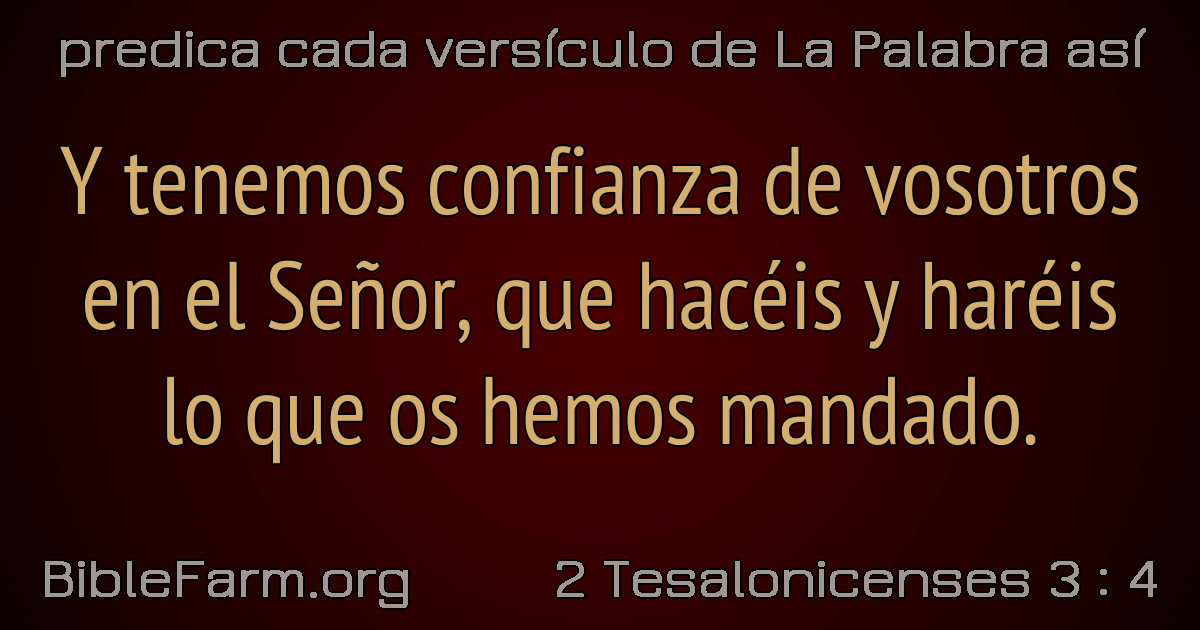 predica cada versículo de La Palabra así
Y tenemos confianza de vosotros
en el Señor, que hacéis y haréis
lo que os hemos mandado.
BibleFarm.org
2 Tesalonicenses 3 : 4